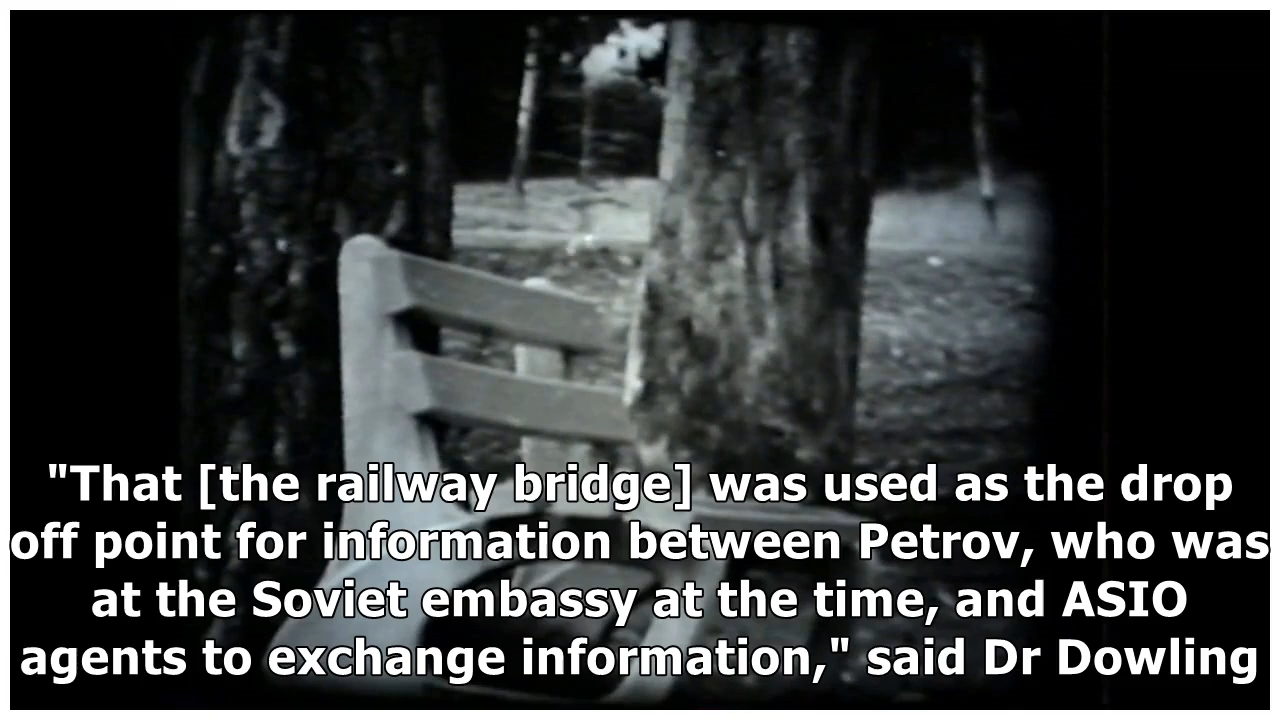 "That [the railway bridge] was used as the drop
off point for information between Petrov, who was
at the Soviet embassy at the time, and ASIO
agents to exchange information," said Dr Dowling